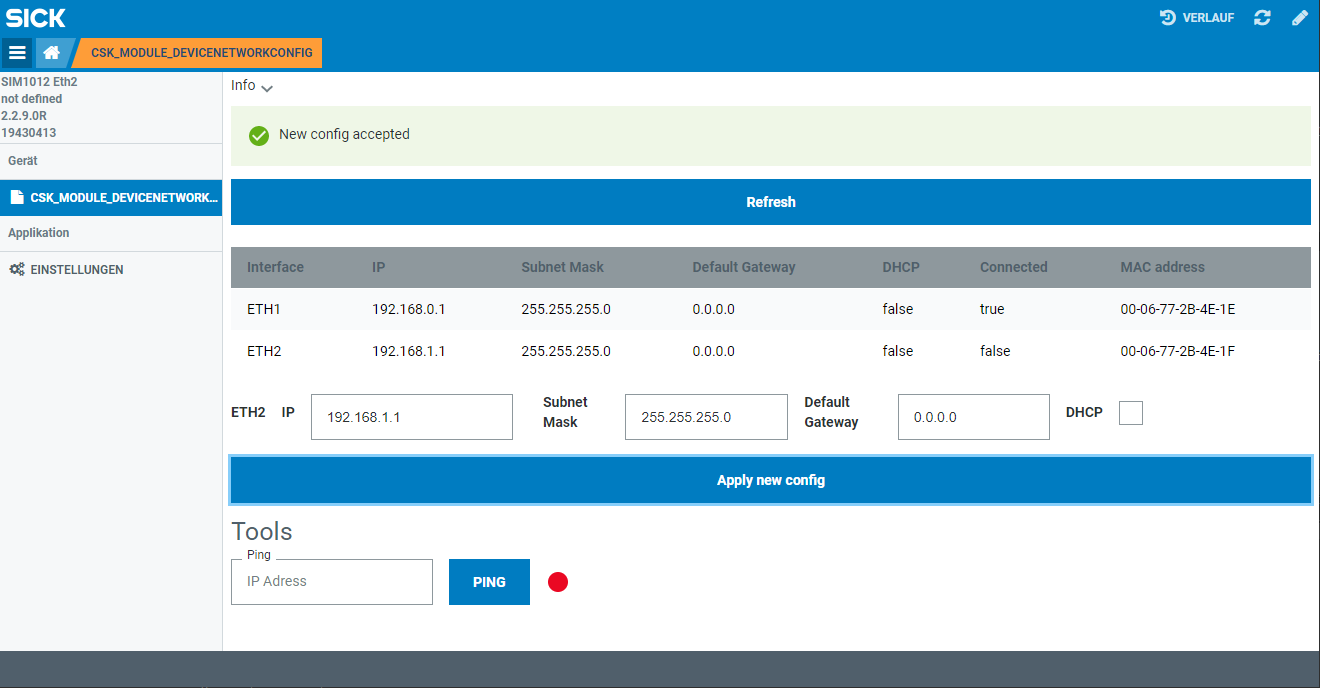 SICK
VERLAUF
CSK_MODULE_DEVICENETWORKCONFIG
SIM1012 Eth2
not defined
2.2.9.0R
19430413
Gerät
CSK_MODULE_DEVICENETWORK...
Applikation
EINSTELLUNGEN
Info
New config accepted
Refresh
Interface IP Subnet Mask Default Gateway DHCP Connected MAC address
ETH1 192.168.0.1 255.255.255.0 0.0.0.0 false true 00-06-77-2B-4E-1E
ETH2 192.168.1.1 255.255.255.0 0.0.0.0 false false 00-06-77-2B-4E-1F
ETH2 IP 192.168.1.1
Subnet
Mask
255.255.255.0
Default
Gateway
0.0.0.0
DHCP
Apply new config
Tools
Ping
IP Adress
PING